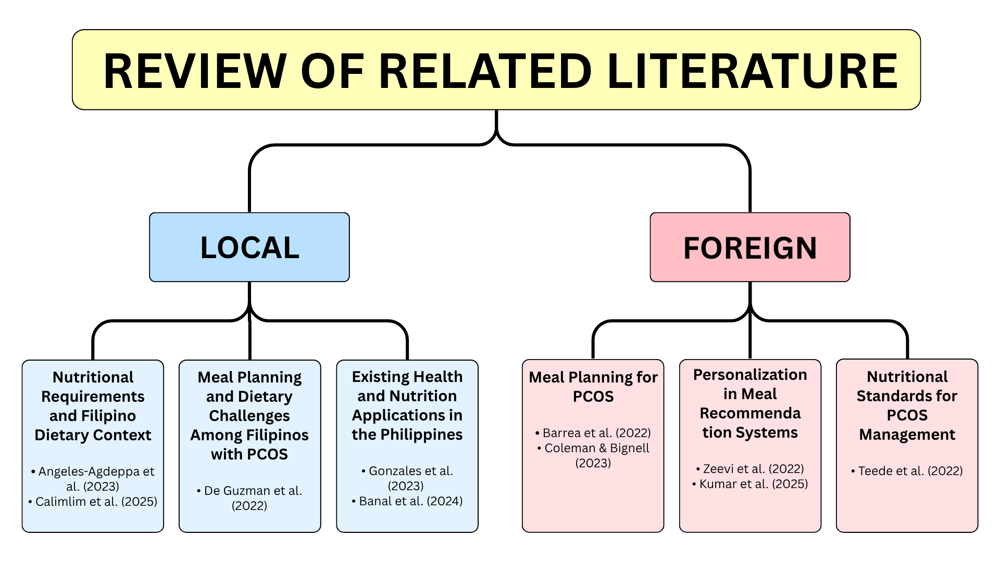 REVIEW OF RELATED LITERATURE
LOCAL
FOREIGN
Nutritional
Requirements
and Filipino
Dietary Context
• Angeles-Agdeppa et
al. (2023)
• Calimlim et al. (2025)
Meal Planning
and Dietary
Challenges
Among Filipinos
with PCOS
• De Guzman et al.
(2022)
Existing Health
and Nutrition
Applications in
the Philippines
• Gonzales et al.
(2023)
• Banal et al. (2024)
Meal Planning for
PCOS
• Barrea et al. (2022)
• Coleman & Bignell
(2023)
Personalization
in Meal
Recommenda
tion Systems
• Zeevi et al. (2022)
• Kumar et al. (2025)
Nutritional
Standards for
PCOS
Management
• Teede et al. (2022)